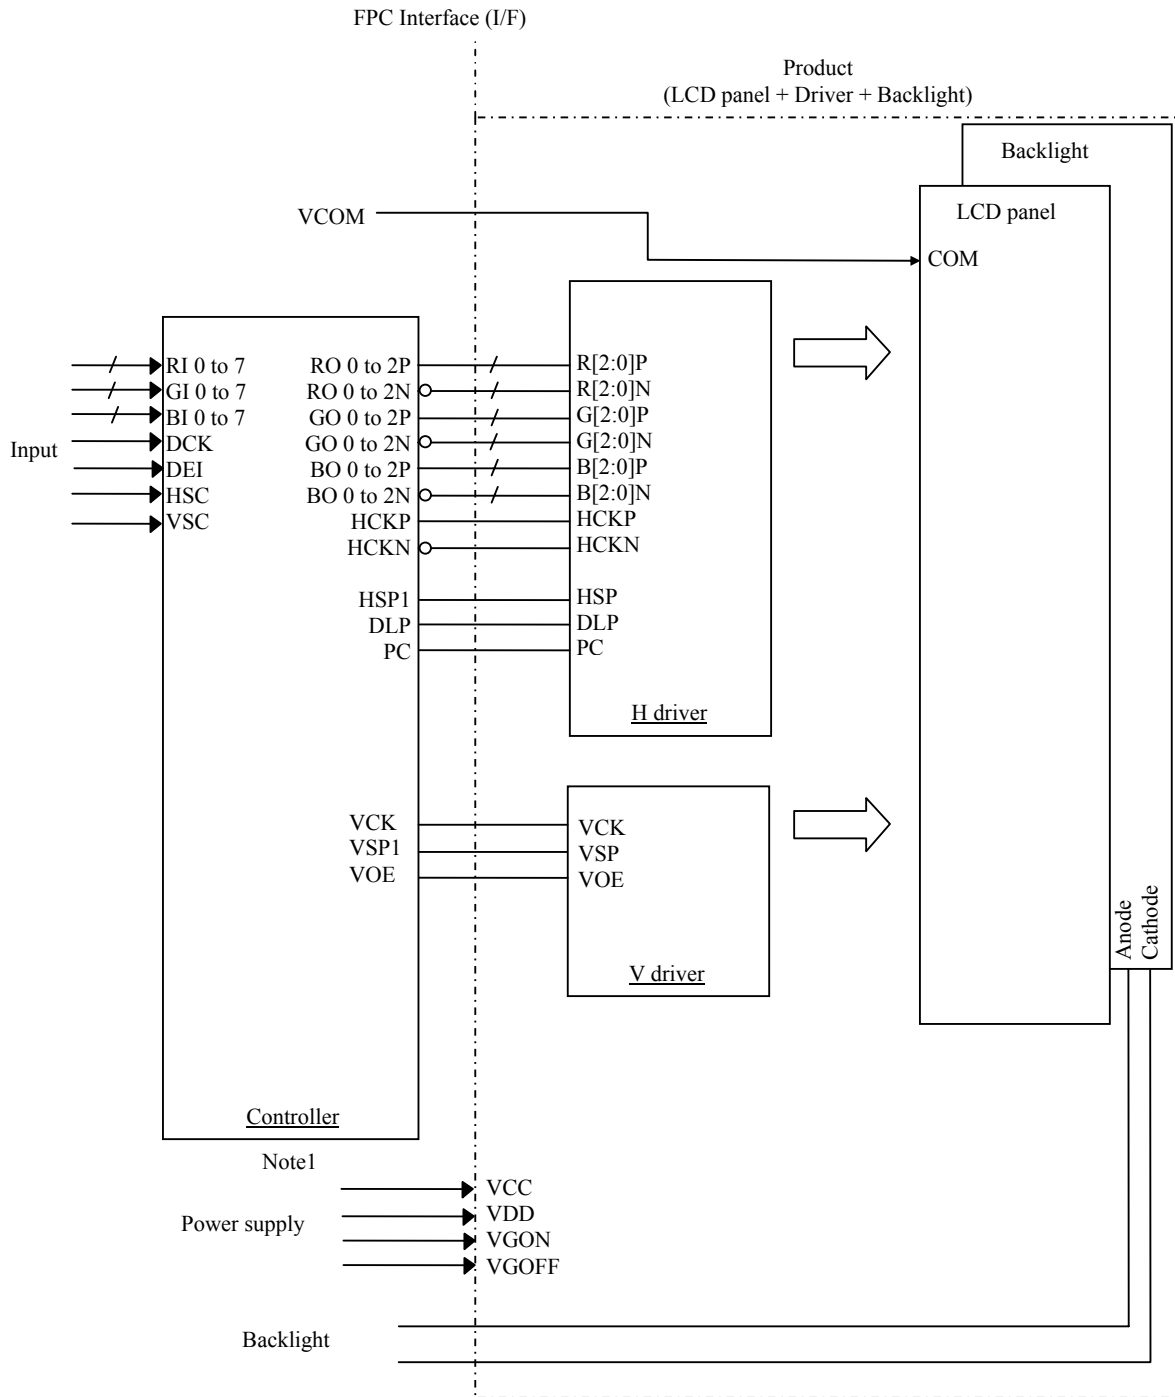 FPC Interface (I/F)
Product
(LCD panel + Driver + Backlight)
Backlight
LCD panel
VCOM
COM
Input
RI 0 to 7
GI 0 to 7
BI 0 to 7
DCK
DEI
HSC
VSC
RO 0 to 2P
RO 0 to 2N
GO 0 to 2P
GO 0 to 2N
BO 0 to 2P
BO 0 to 2N
HCKP
HCKN
HSP1
DLP
PC
VCK
VSP1
VOE
Controller
R[2:0]P
R[2:0]N
G[2:0]P
G[2:0]N
B[2:0]P
B[2:0]N
HCKP
HCKN
HSP
DLP
PC
H driver
VCK
VSP
VOE
V driver
Anode
Cathode
Note1
Power supply
VCC
VDD
VGON
VGOFF
Backlight